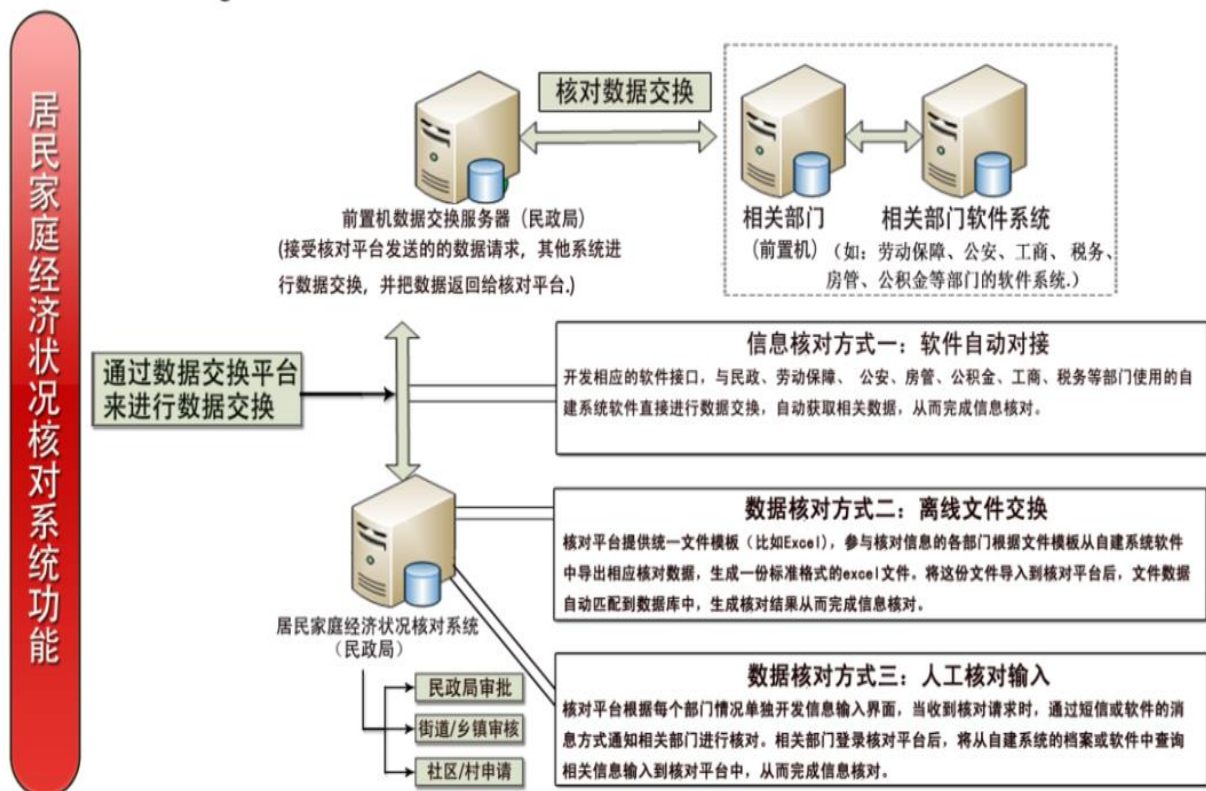 居民家庭经济状况核对系统功能
核对数据交换
前置机数据交换服务器（民政局）
(接受核对平台发送的的数据请求，其他系统进
行数据交换，并把数据返回给核对平台.)
相关部门
(前置机)
相关部门软件系统
（如：劳动保障、公安、工商、税务、
房管、公积金等部门的软件系统.）
通过数据交换平台
来进行数据交换
信息核对方式一：软件自动对接
开发相应的软件接口，与民政、劳动保障、 公安、房管、公积金、工商、税务等部门使用的自
建系统软件直接进行数据交换，自动获取相关数据，从而完成信息核对。
数据核对方式二：离线文件交换
核对平台提供统一文件模板（比如Excel），参与核对信息的各部门根据文件模板从自建系统软件
中导出相应核对数据，生成一份标准格式的excel文件。将这份文件导入到核对平台后，文件数据
自动匹配到数据库中，生成核对结果从而完成信息核对。
居民家庭经济状况核对系统
（民政局）
民政局审批
街道/乡镇审核
社区/村申请
数据核对方式三：人工核对输入
核对平台根据每个部门情况单独开发信息输入界面，当收到核对请求时，通过短信或软件的消
息方式通知相关部门进行核对。相关部门登录核对平台后，将从自建系统的档案或软件中查询
相关信息输入到核对平台中，从而完成信息核对。